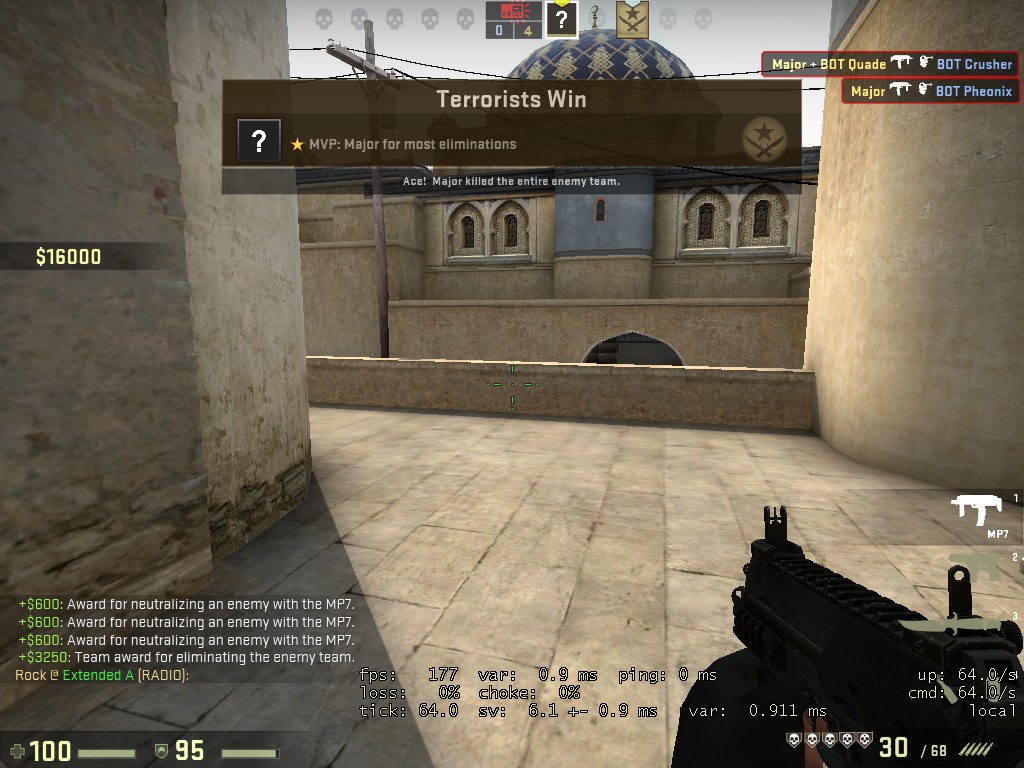 0 4
?
Major + BOT Quade BOT Crusher
Major BOT Pheonix
Terrorists Win
?
MVP: Major for most eliminations
Ace! Major killed the entire enemy team.
$16000
1
MP7
2
3
+$600: Award for neutralizing an enemy with the MP7.
+$600: Award for neutralizing an enemy with the MP7.
+$600: Award for neutralizing an enemy with the MP7.
+$3250: Team award for eliminating the enemy team.
Rock @ Extended A (RADIO):
fps: 177 var: 0.9 ms ping: 0 ms
loss: 0% choke: 0%
tick: 64.0 sv: 6.1 +- 0.9 ms var: 0.911 ms
up: 64.0/s
cmd: 64.0/s
local
100 95
30 / 68